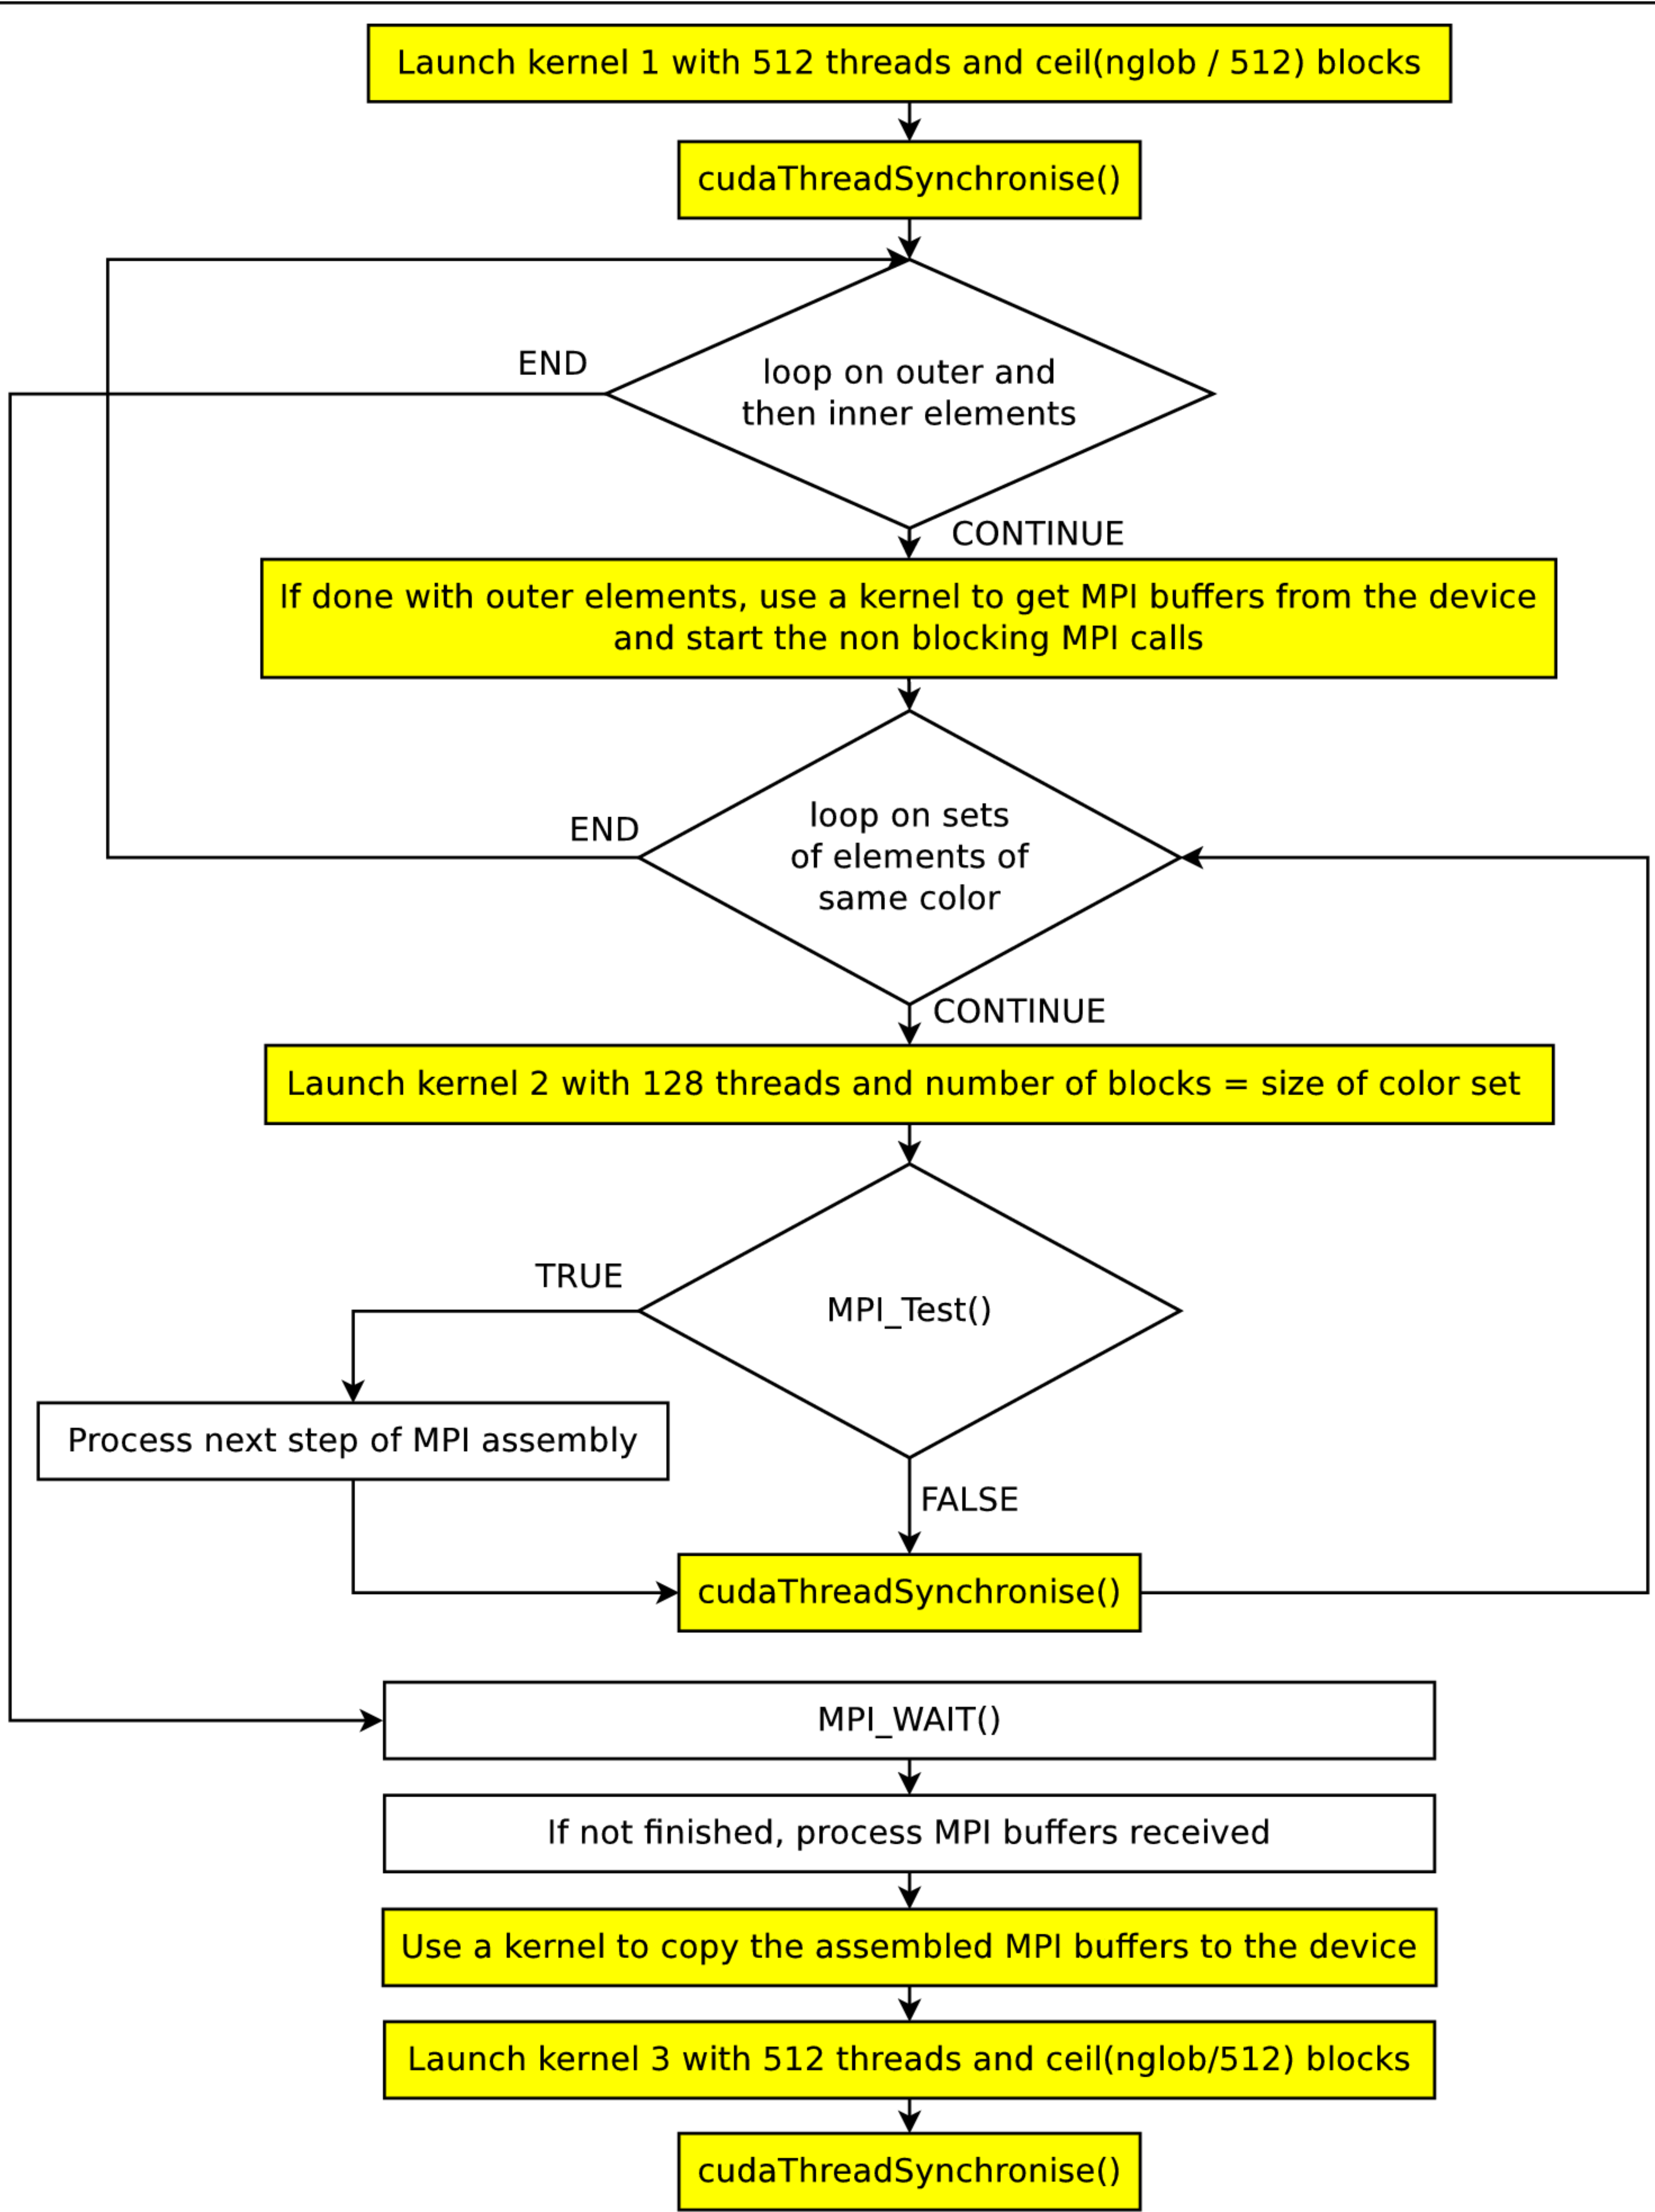 Launch kernel 1 with 512 threads and ceil(nglob / 512) blocks
cudaThreadSynchronise()
END
loop on outer and
then inner elements
CONTINUE
If done with outer elements, use a kernel to get MPI buffers from the device
and start the non blocking MPI calls
END
loop on sets
of elements of
same color
CONTINUE
Launch kernel 2 with 128 threads and number of blocks = size of color set
TRUE
MPI_Test()
Process next step of MPI assembly
FALSE
cudaThreadSynchronise()
MPI_WAIT()
If not finished, process MPI buffers received
Use a kernel to copy the assembled MPI buffers to the device
Launch kernel 3 with 512 threads and ceil(nglob/512) blocks
cudaThreadSynchronise()